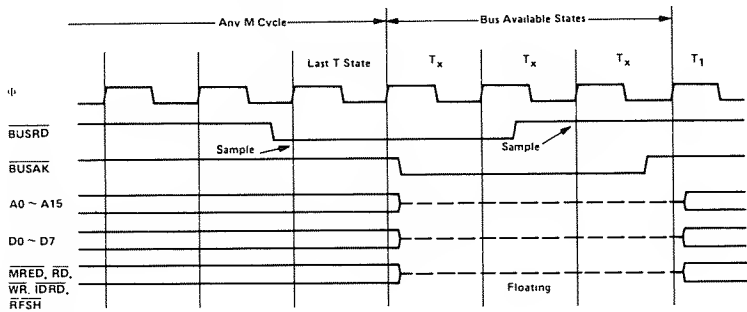 Any M Cycle
Bus Available States
Last T State
Tx
Tx
Tx
T1
Φ
BUSRD
Sample
Sample
BUSAK
A0 ~ A15
D0 ~ D7
MRED, RD,
WR, IDRD,
RFSH
Floating